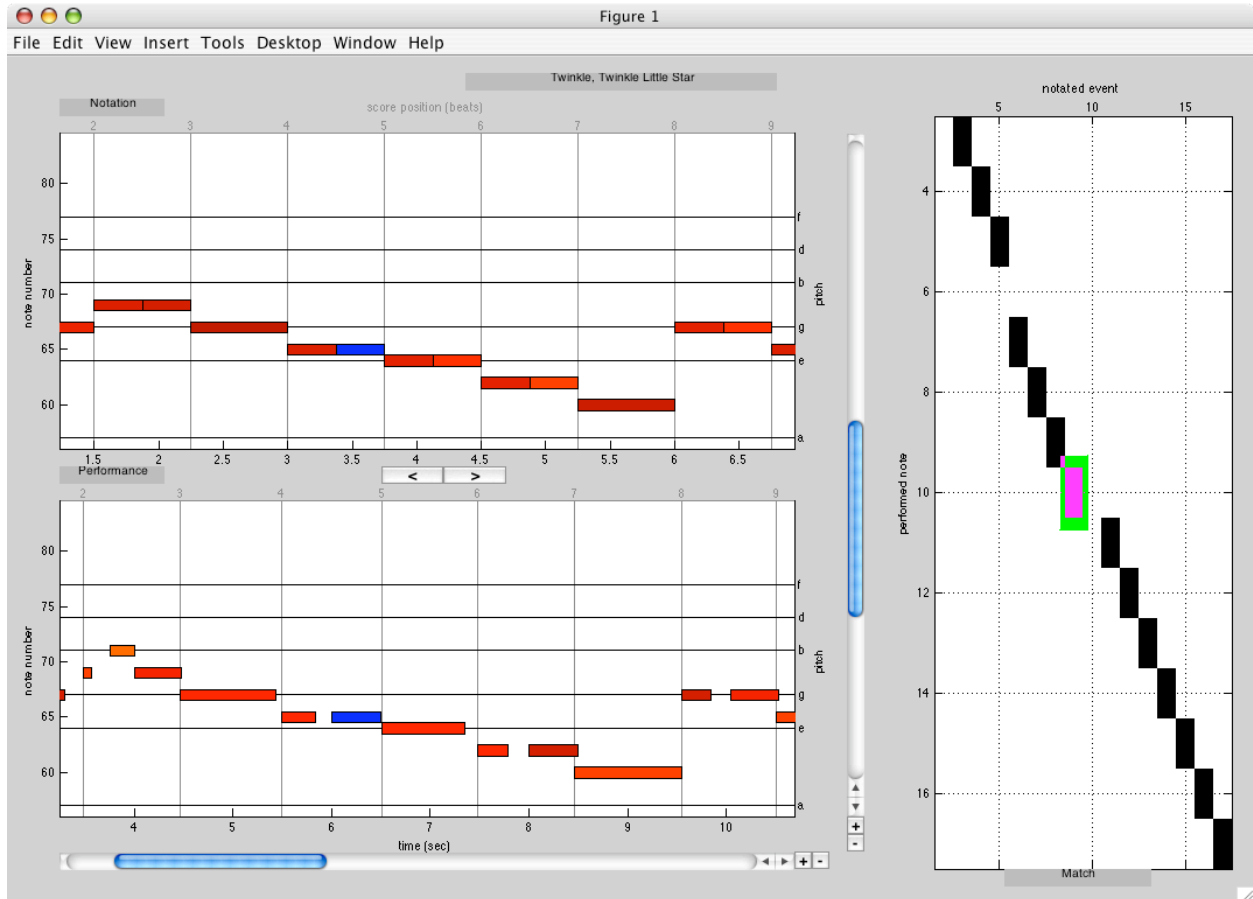 Figure 1
File Edit View Insert Tools Desktop Window Help
Twinkle, Twinkle Little Star
Notation
score position (beats)
2 3 4 5 6 7 8 9
80
75
70
65
60
note number
f
d
b
g
e
a
pitch
1.5 2 2.5 3 3.5 4 4.5 5 5.5 6 6.5
Performance
< >
2 3 4 5 6 7 8 9
80
75
70
65
60
note number
f
d
b
g
e
a
pitch
4 5 6 7 8 9 10
time (sec)
+ -
+
-
notated event
5 10 15
4
6
8
10
12
14
16
performed note
Match